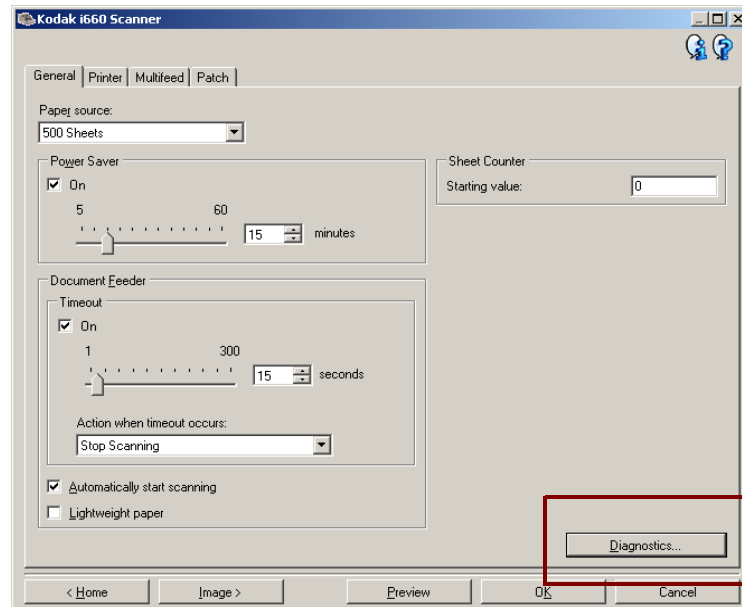 Kodak i660 Scanner
General Printer Multifeed Patch
Paper source:
500 Sheets
Power Saver
On
5 60
15 minutes
Sheet Counter
Starting value: 0
Document Feeder
Timeout
On
1 300
15 seconds
Action when timeout occurs:
Stop Scanning
Automatically start scanning
Lightweight paper
Diagnostics...
< Home Image > Preview OK Cancel